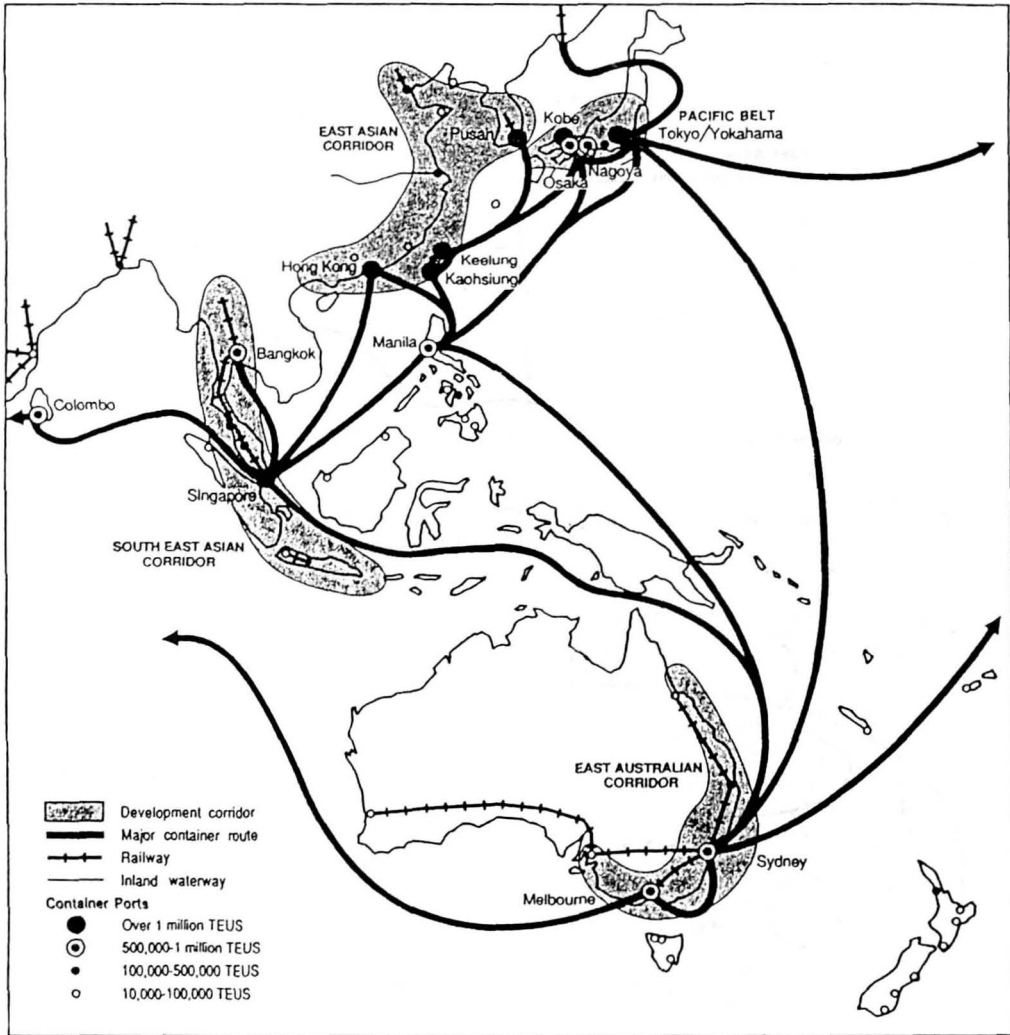 EAST ASIAN
CORRIDOR
Pusan
Kobe
PACIFIC BELT
Tokyo/Yokahama
Nagoya
Osaka
Keelung
Hong Kong
Kaohsiung
Manila
Bangkok
Colombo
Singapore
SOUTH EAST ASIAN
CORRIDOR
EAST AUSTRALIAN
CORRIDOR
Sydney
Melbourne
Development corridor
Major container route
Railway
Inland waterway
Container Ports
Over 1 million TEUS
500,000-1 million TEUS
100,000-500,000 TEUS
10,000-100,000 TEUS